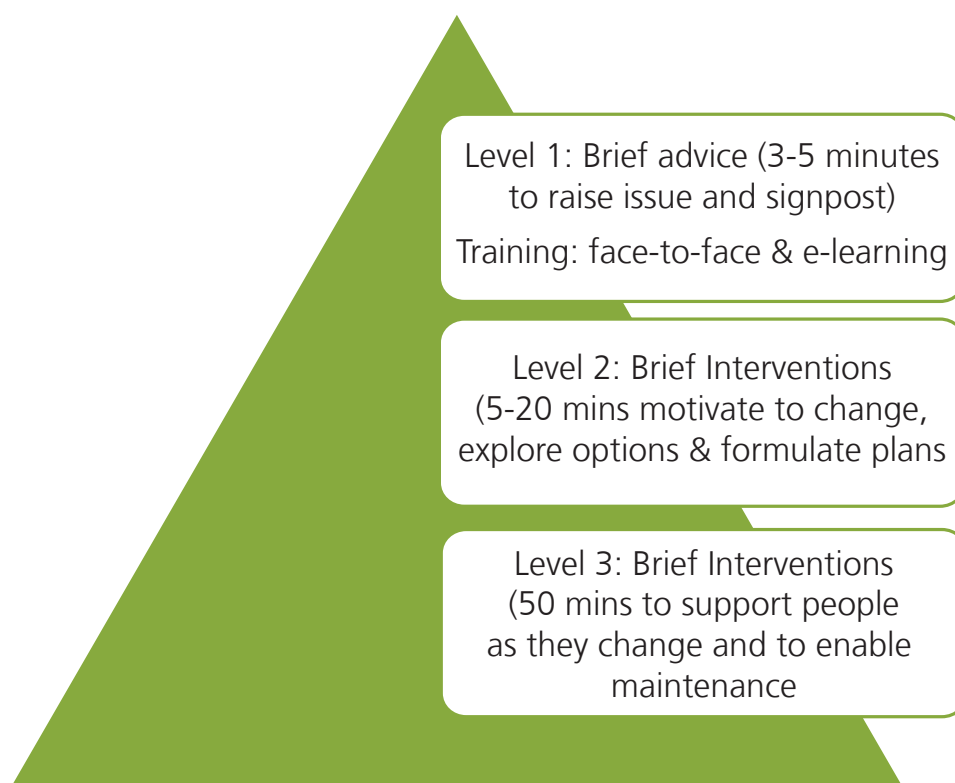 Level 1: Brief advice (3-5 minutes
to raise issue and signpost)
Training: face-to-face & e-learning
Level 2: Brief Interventions
(5-20 mins motivate to change,
explore options & formulate plans
Level 3: Brief Interventions
(50 mins to support people
as they change and to enable
maintenance